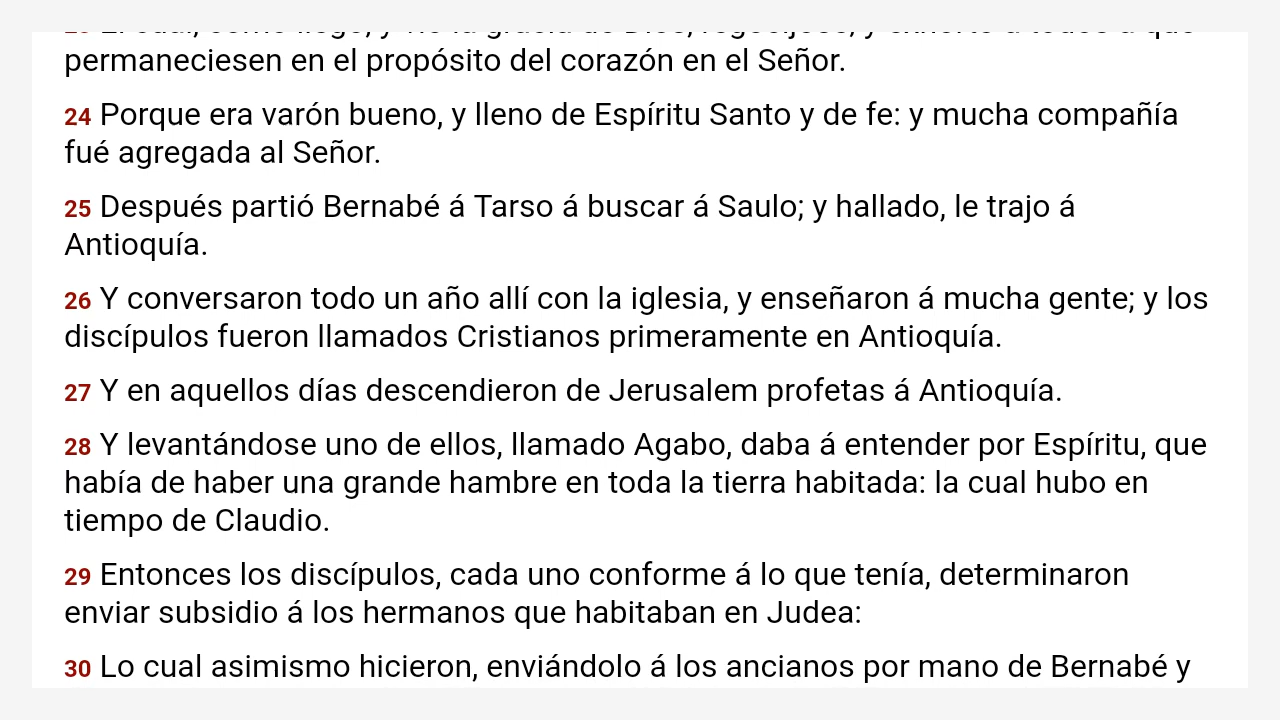 permaneciesen en el propósito del corazón en el Señor.
24 Porque era varón bueno, y lleno de Espíritu Santo y de fe: y mucha compañía
fué agregada al Señor.
25 Después partió Bernabé á Tarso á buscar á Saulo; y hallado, le trajo á
Antioquía.
26 Y conversaron todo un año allí con la iglesia, y enseñaron á mucha gente; y los
discípulos fueron llamados Cristianos primeramente en Antioquía.
27 Y en aquellos días descendieron de Jerusalem profetas á Antioquía.
28 Y levantándose uno de ellos, llamado Agabo, daba á entender por Espíritu, que
había de haber una grande hambre en toda la tierra habitada: la cual hubo en
tiempo de Claudio.
29 Entonces los discípulos, cada uno conforme á lo que tenía, determinaron
enviar subsidio á los hermanos que habitaban en Judea:
30 Lo cual asimismo hicieron, enviándolo á los ancianos por mano de Bernabé y